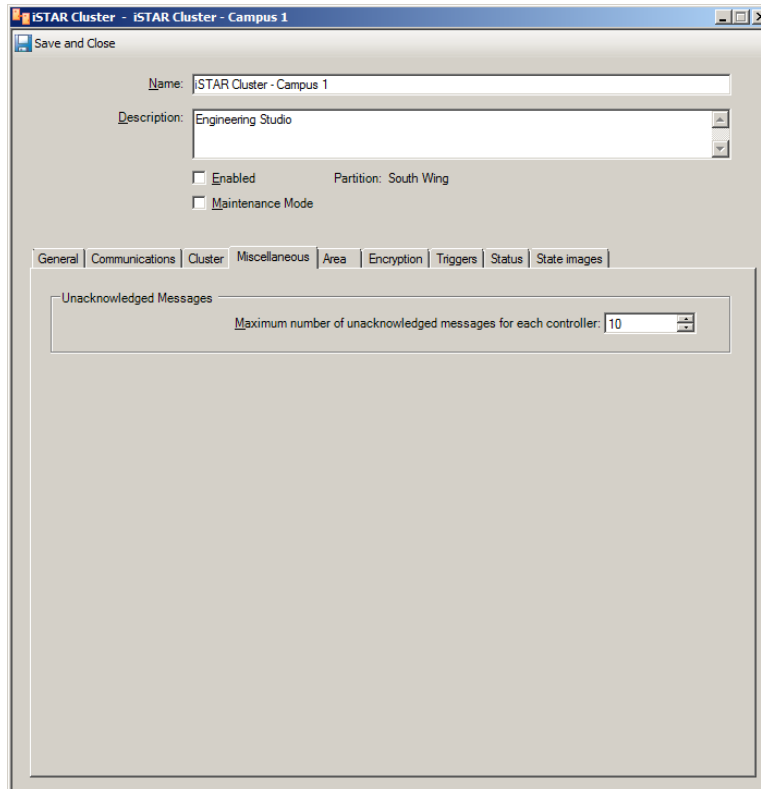 iSTAR Cluster - iSTAR Cluster - Campus 1
Save and Close
Name: iSTAR Cluster - Campus 1
Description: Engineering Studio
Enabled Partition: South Wing
Maintenance Mode
General Communications Cluster Miscellaneous Area Encryption Triggers Status State images
Unacknowledged Messages
Maximum number of unacknowledged messages for each controller: 10